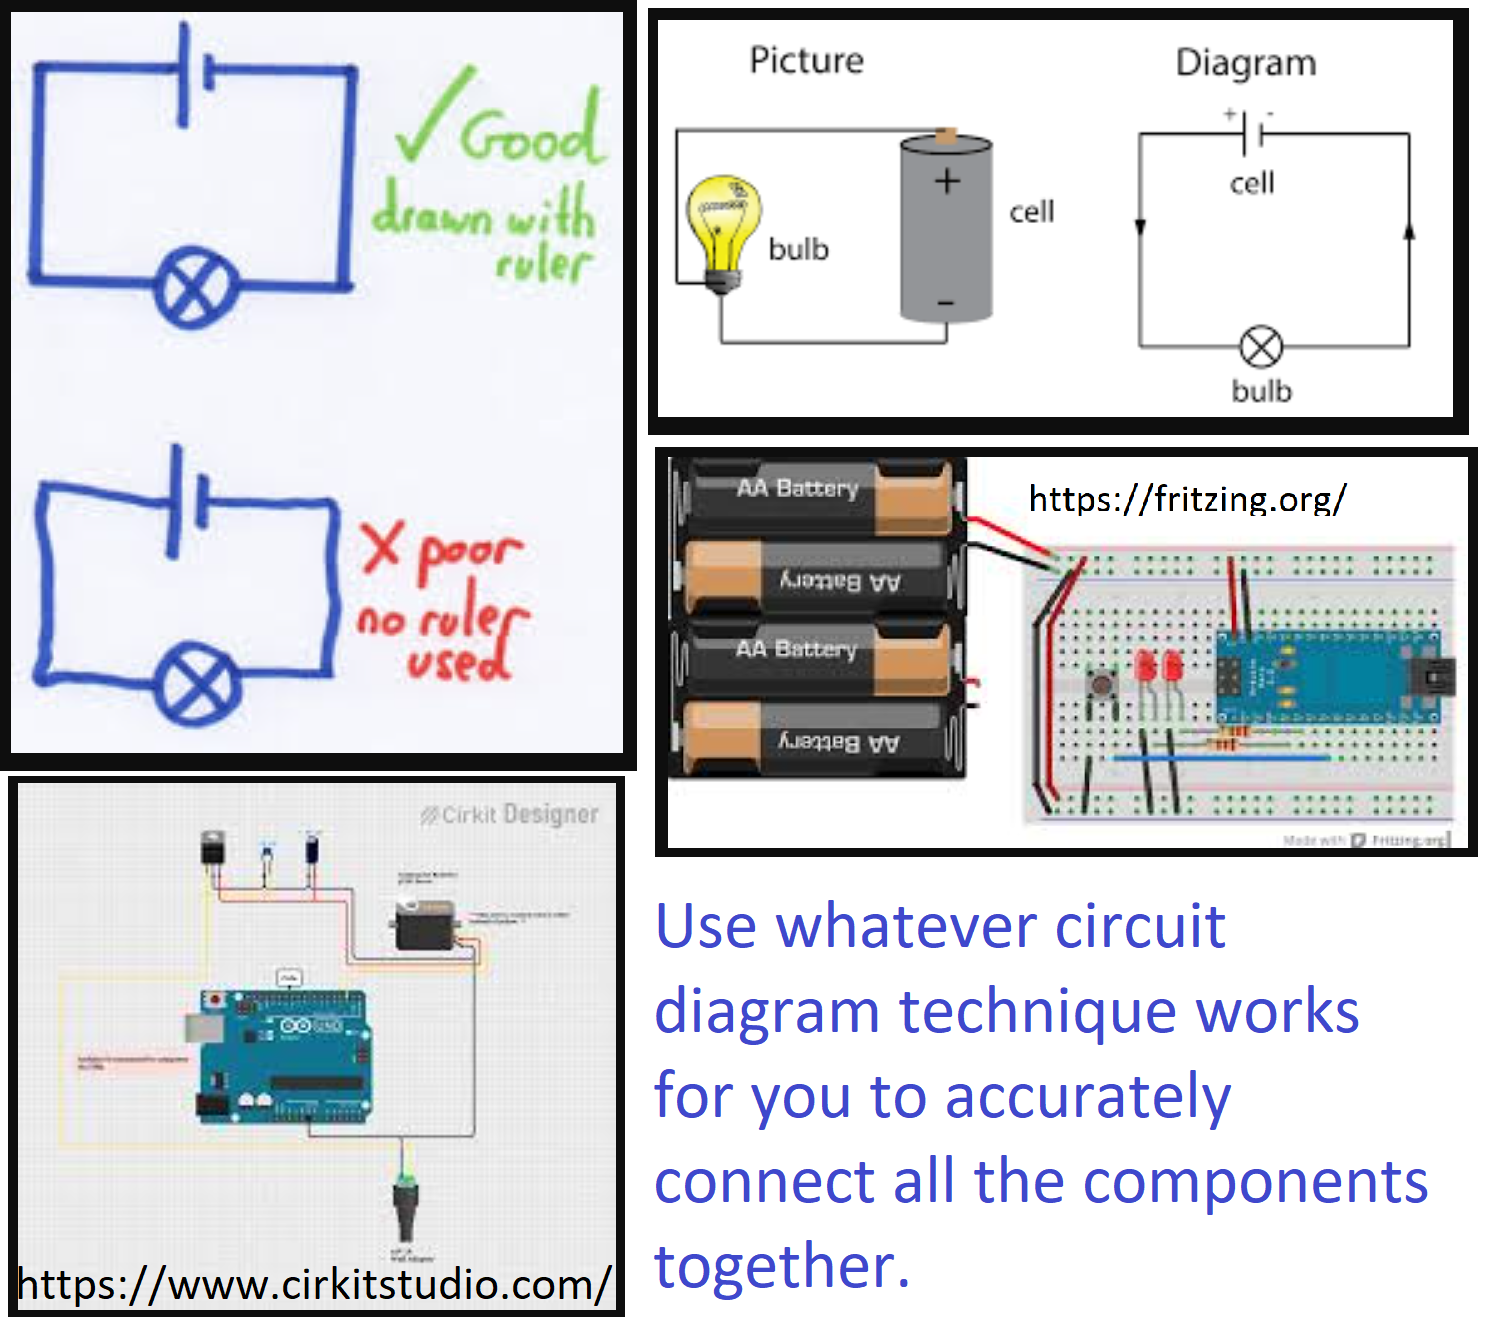 ✓ Good
drawn with
ruler
X poor
no ruler
used
Picture
Diagram
+
-
cell
bulb
+
-
cell
bulb
AA Battery
AA Battery
AA Battery
AA Battery
https://fritzing.org/
Made with Fritzing.org
Cirkit Designer
UNO
https://www.cirkitstudio.com/
Use whatever circuit
diagram technique works
for you to accurately
connect all the components
together.